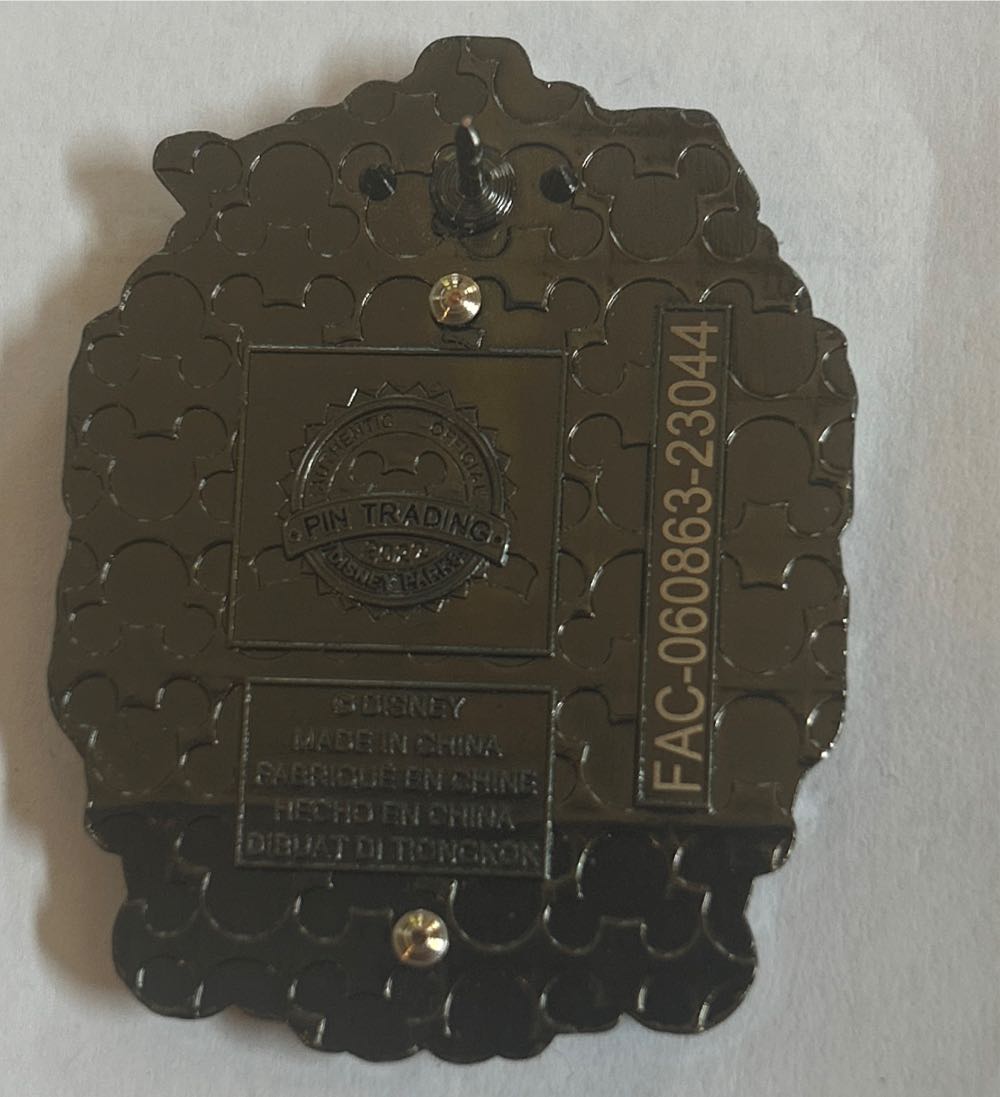 AUTHENTIC OFFICIAL
PIN TRADING
DISNEY PARKS
© DISNEY
MADE IN CHINA
FABRIQUÉ EN CHINE
HECHO EN CHINA
DIBUAT DI TIONGKOK
FAC-060863-23044